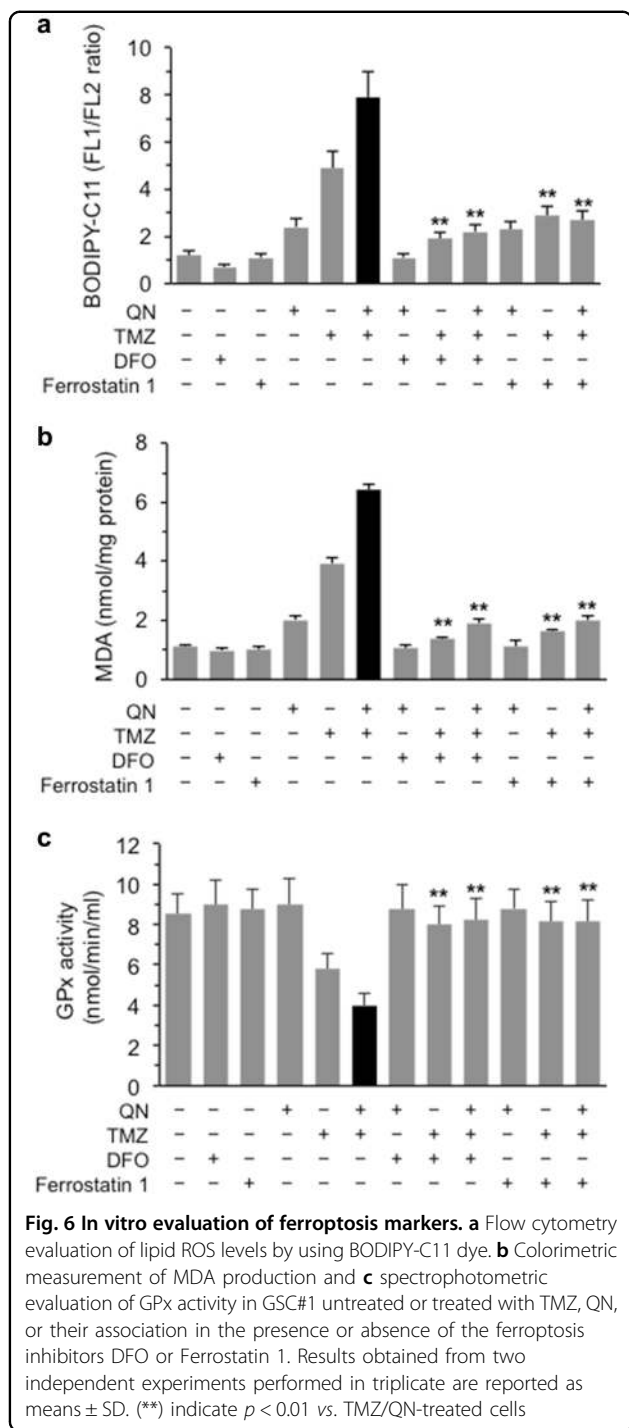 a
BODIPY-C11 (FL1/FL2 ratio)
10
8
6
4
2
0
** ** ** **
QN − − − + − + + − + + − +
TMZ − − − − + + − + + − + +
DFO − + − − − − + + + − − −
Ferrostatin 1 − − + − − − − − − + + +
b
MDA (nmol/mg protein)
8
6
4
2
0
** ** ** **
QN − − − + − + + − + + − +
TMZ − − − − + + − + + − + +
DFO − + − − − − + + + − − −
Ferrostatin 1 − − + − − − − − − + + +
c
GPx activity
(nmol/min/ml)
12
10
8
6
4
2
0
** ** ** **
QN − − − + − + + − + + − +
TMZ − − − − + + − + + − + +
DFO − + − − − − + + + − − −
Ferrostatin 1 − − + − − − − − − + + +
Fig. 6 In vitro evaluation of ferroptosis markers. a Flow cytometry
evaluation of lipid ROS levels by using BODIPY-C11 dye. b Colorimetric
measurement of MDA production and c spectrophotometric
evaluation of GPx activity in GSC#1 untreated or treated with TMZ, QN,
or their association in the presence or absence of the ferroptosis
inhibitors DFO or Ferrostatin 1. Results obtained from two
independent experiments performed in triplicate are reported as
means ± SD. (**) indicate p < 0.01 vs. TMZ/QN-treated cells